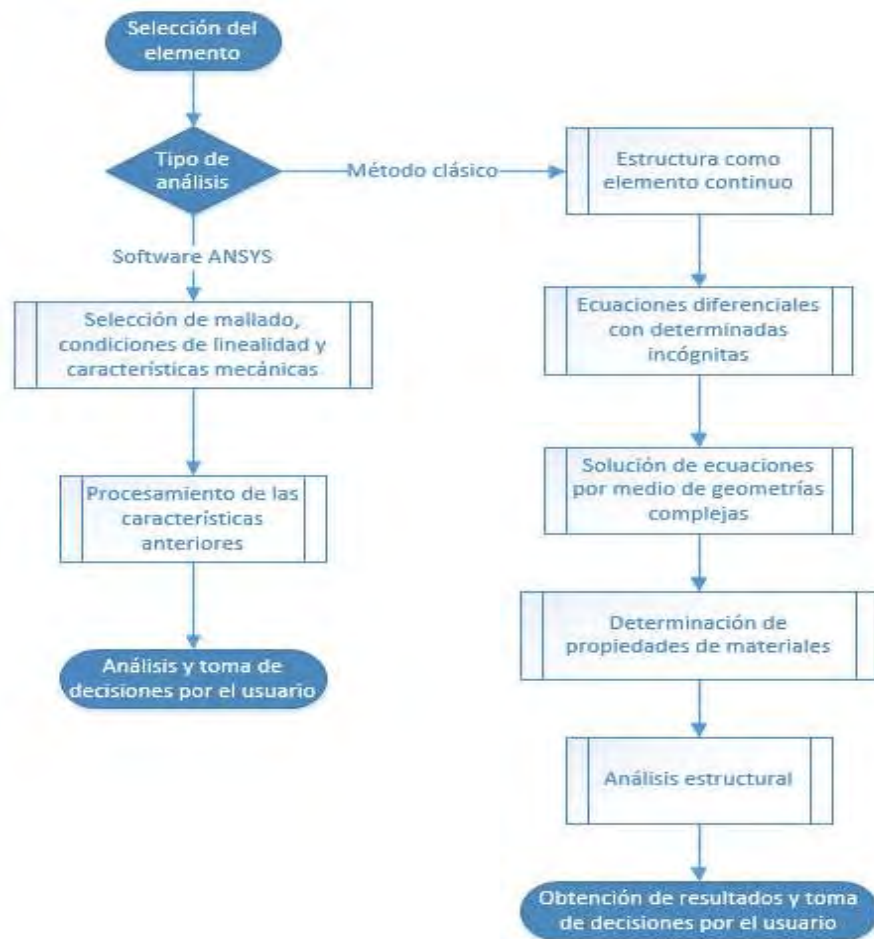 Selección del
elemento
Tipo de
análisis
Método clásico
Estructura como
elemento continuo
Software ANSYS
Selección de mallado,
condiciones de linealidad y
características mecánicas
Ecuaciones diferenciales
con determinadas
incógnitas
Procesamiento de las
características
anteriores
Solución de ecuaciones
por medio de geometrías
complejas
Análisis y toma de
decisiones por el usuario
Determinación de
propiedades de materiales
Análisis estructural
Obtención de resultados y toma
de decisiones por el usuario